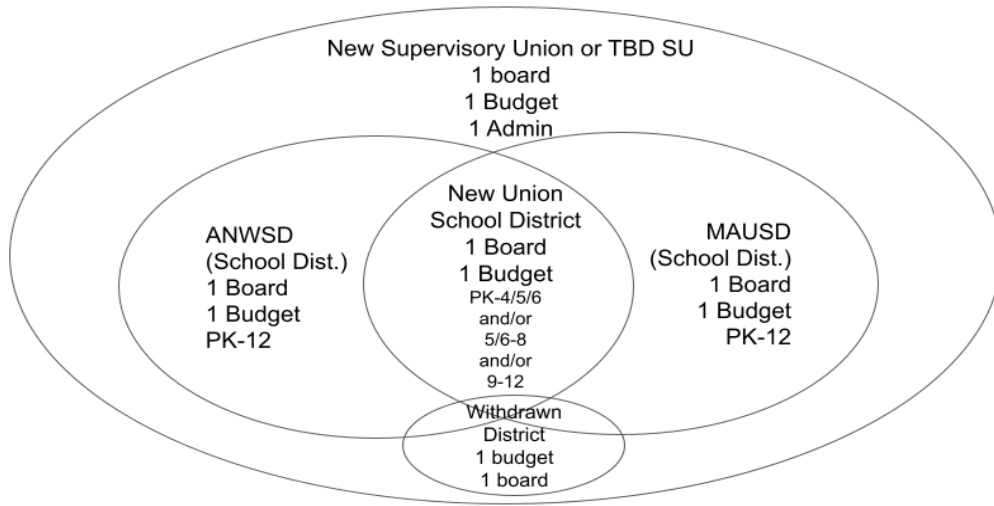 New Supervisory Union or TBD SU
1 board
1 Budget
1 Admin
ANWSD
(School Dist.)
1 Board
1 Budget
PK-12
New Union
School District
1 Board
1 Budget
PK-4/5/6
and/or
5/6-8
and/or
9-12
MAUSD
(School Dist.)
1 Board
1 Budget
PK-12
Withdrawn
District
1 budget
1 board